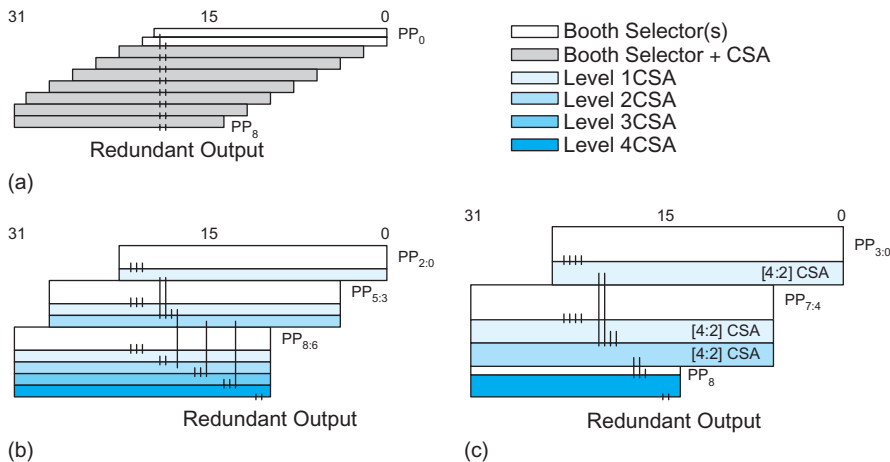 31 15 0
PP0
PP8
Redundant Output
(a)
Booth Selector(s)
Booth Selector + CSA
Level 1CSA
Level 2CSA
Level 3CSA
Level 4CSA
31 15 0
PP2:0
PP5:3
PP8:6
Redundant Output
(b)
31 15 0
PP3:0
[4:2] CSA
PP7:4
[4:2] CSA
[4:2] CSA
PP8
Redundant Output
(c)